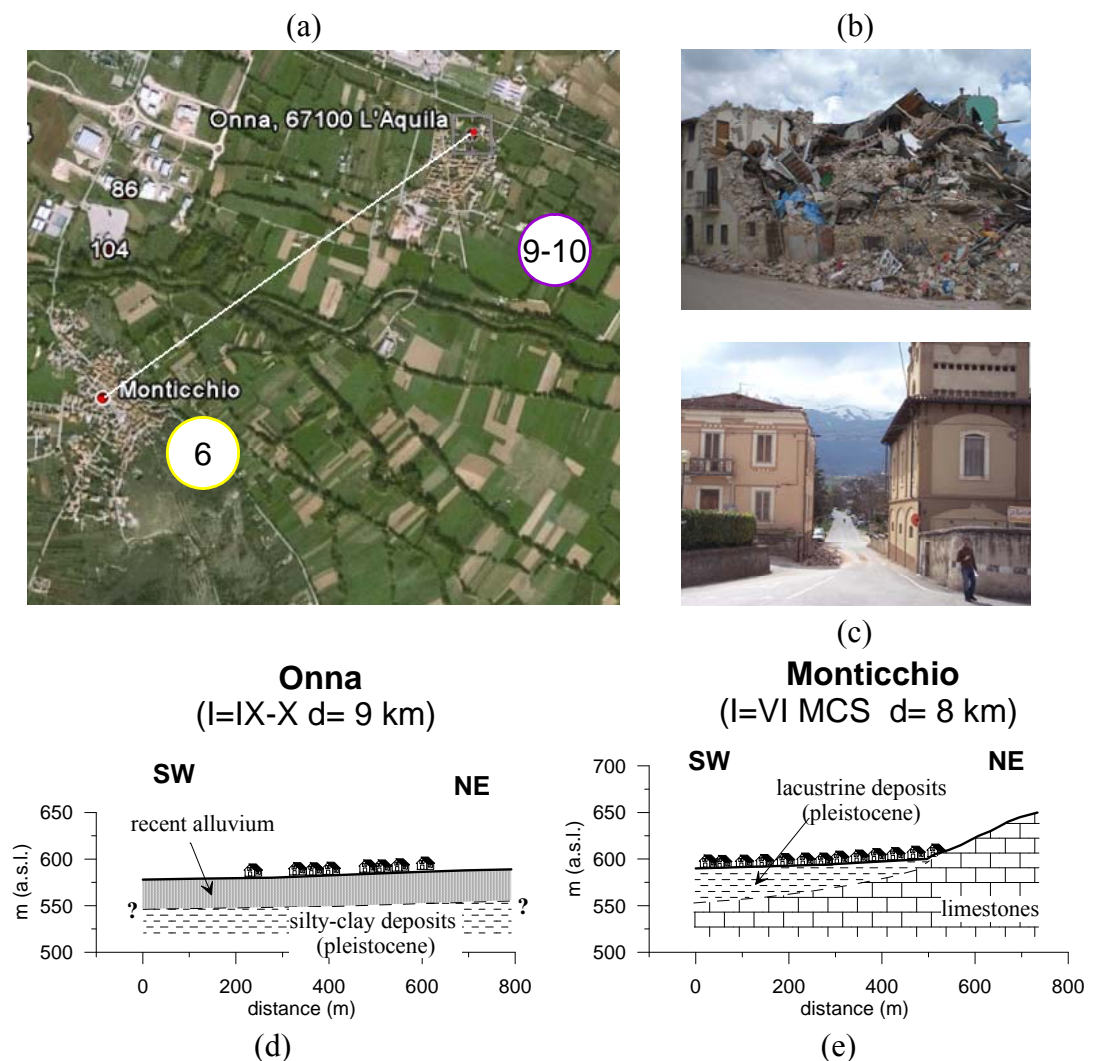 (a)
(b)
Onna, 67100 L'Aquila
86
104
9-10
Monticchio
6
(c)
Onna
(I=IX-X d= 9 km)
Monticchio
(I=VI MCS d= 8 km)
SW
NE
recent alluvium
650
600
550
500
m (a.s.l.)
?
?
silty-clay deposits
(pleistocene)
0
200
400
600
800
distance (m)
(d)
SW
NE
lacustrine deposits
(pleistocene)
700
650
600
550
500
m (a.s.l.)
limestones
0
200
400
600
800
distance (m)
(e)